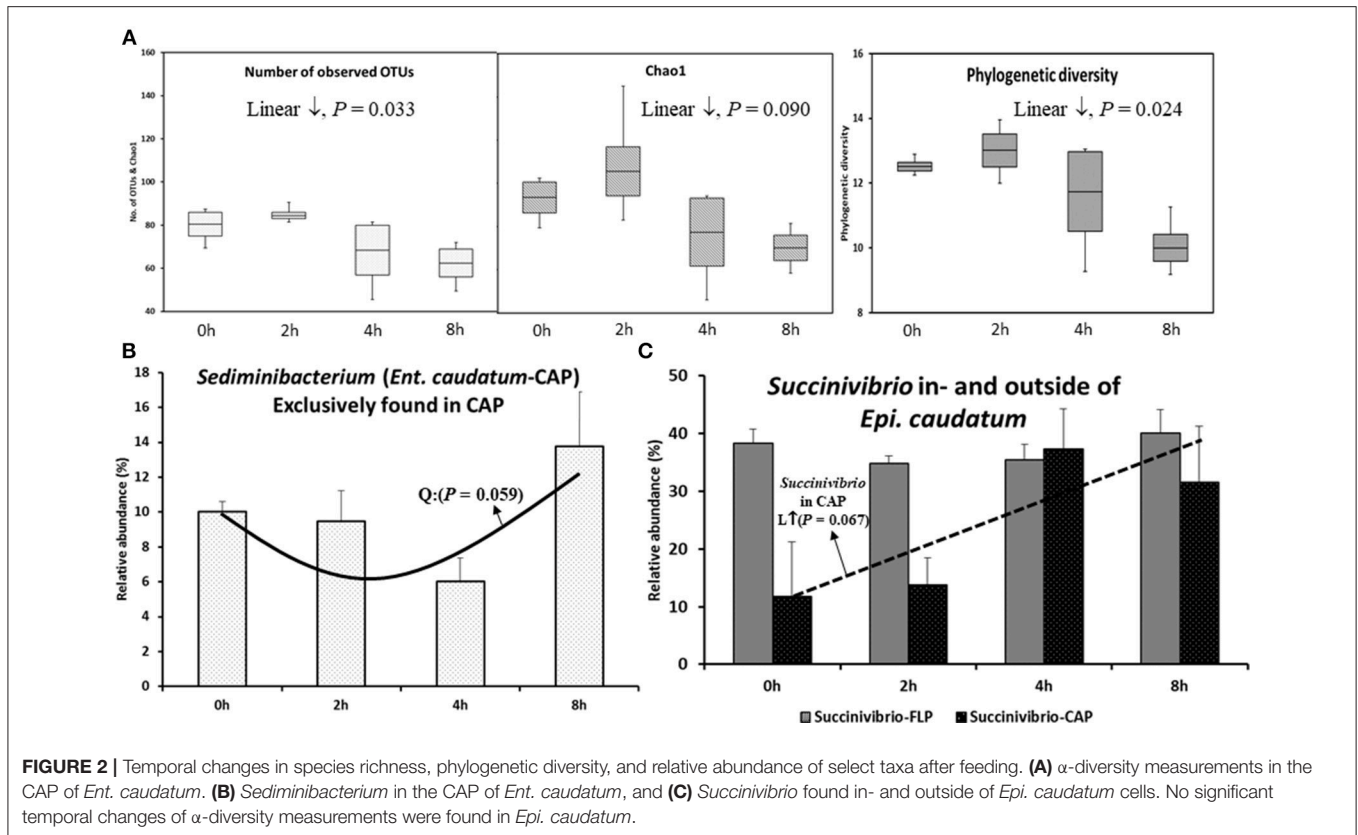 A
Number of observed OTUs
Linear ↓, P = 0.033
No. of OTUs & Chao1
160
140
120
100
80
60
40
0h 2h 4h 8h
Chao1
Linear ↓, P = 0.090
0h 2h 4h 8h
Phylogenetic diversity
Linear ↓, P = 0.024
Phylogenetic diversity
16
14
12
10
8
0h 2h 4h 8h
B
Sediminibacterium (Ent. caudatum-CAP)
Exclusively found in CAP
Relative abundance (%)
18
16
14
12
10
8
6
4
2
0
Q:(P = 0.059)
0h 2h 4h 8h
C
Succinivibrio in- and outside of
Epi. caudatum
Relative abundance (%)
50
40
30
20
10
0
Succinivibrio
in CAP
L↑(P = 0.067)
0h 2h 4h 8h
Succinivibrio-FLP Succinivibrio-CAP
FIGURE 2 | Temporal changes in species richness, phylogenetic diversity, and relative abundance of select taxa after feeding. (A) α-diversity measurements in the
CAP of Ent. caudatum. (B) Sediminibacterium in the CAP of Ent. caudatum, and (C) Succinivibrio found in- and outside of Epi. caudatum cells. No significant
temporal changes of α-diversity measurements were found in Epi. caudatum.